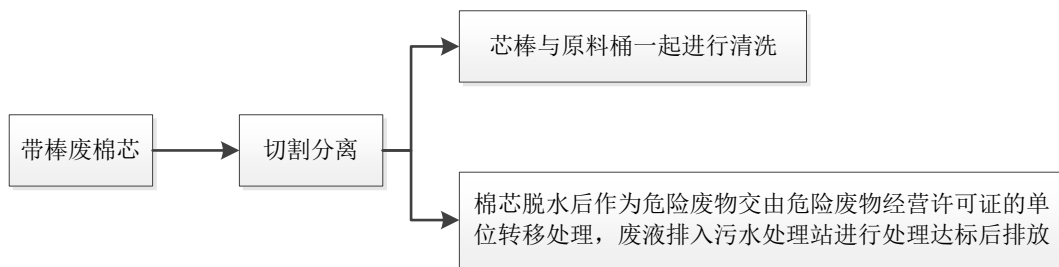 芯棒与原料桶一起进行清洗
带棒废棉芯
切割分离
棉芯脱水后作为危险废物交由危险废物经营许可证的单
位转移处理，废液排入污水处理站进行处理达标后排放